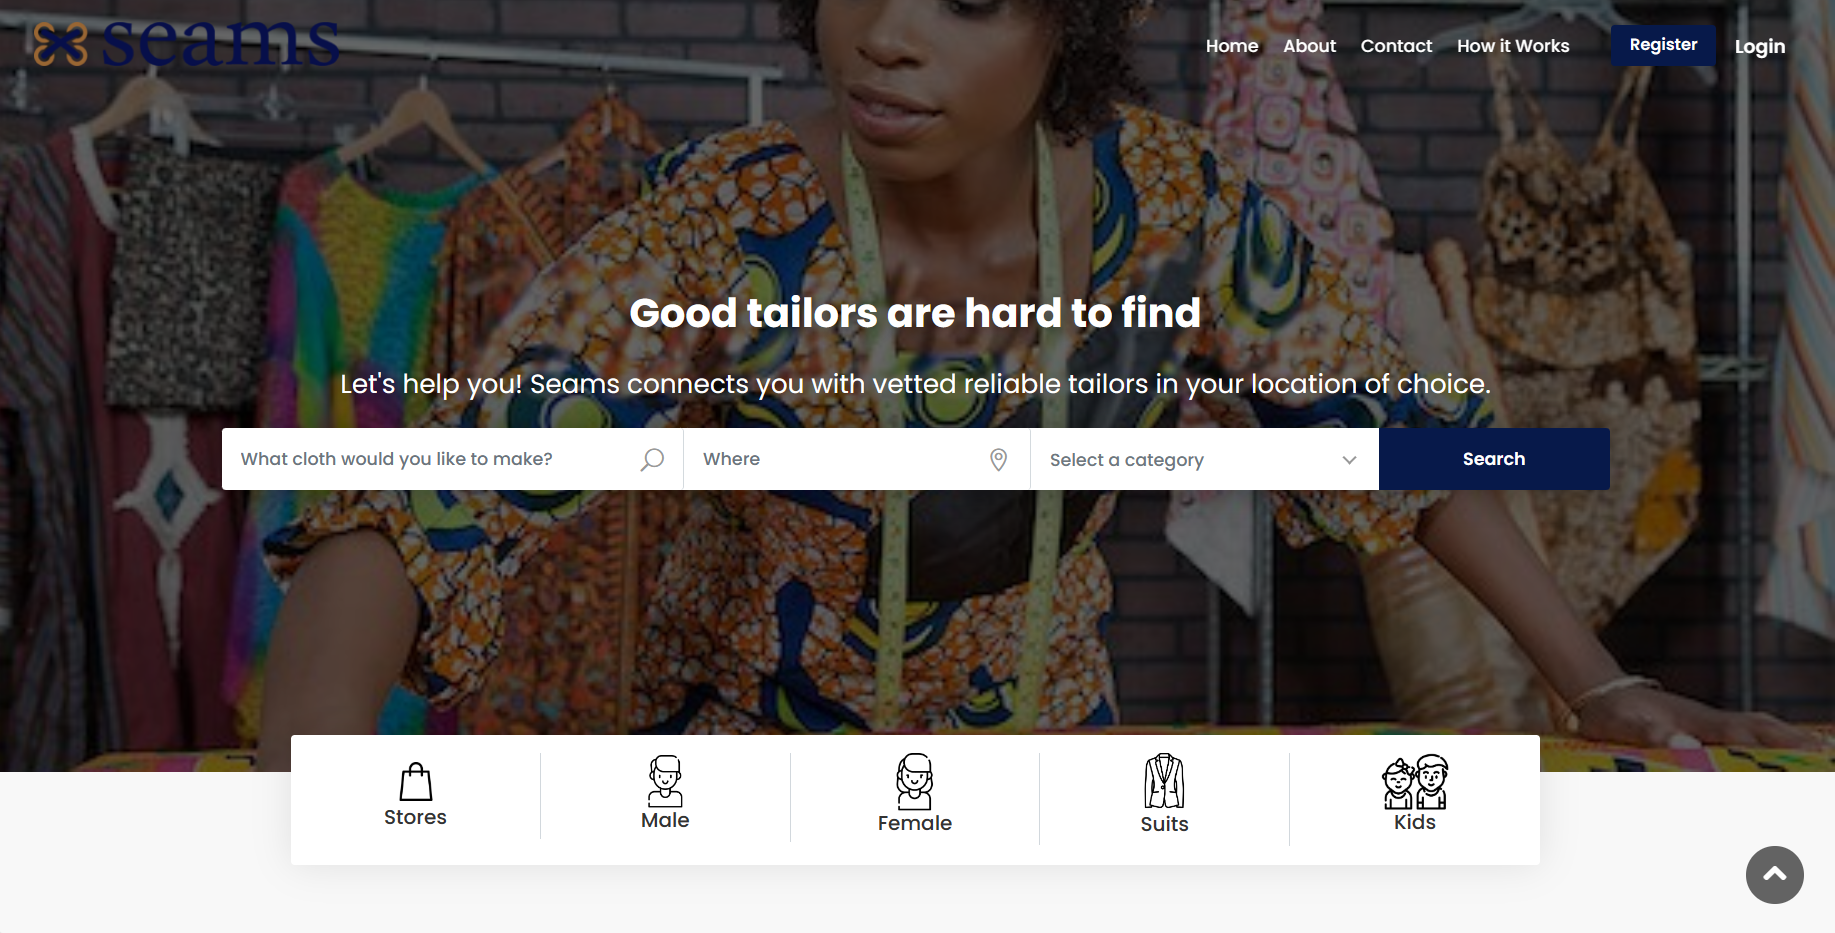 seams
Home About Contact How it Works Register Login
Good tailors are hard to find
Let's help you! Seams connects you with vetted reliable tailors in your location of choice.
What cloth would you like to make? Where Select a category Search
Stores Male Female Suits Kids